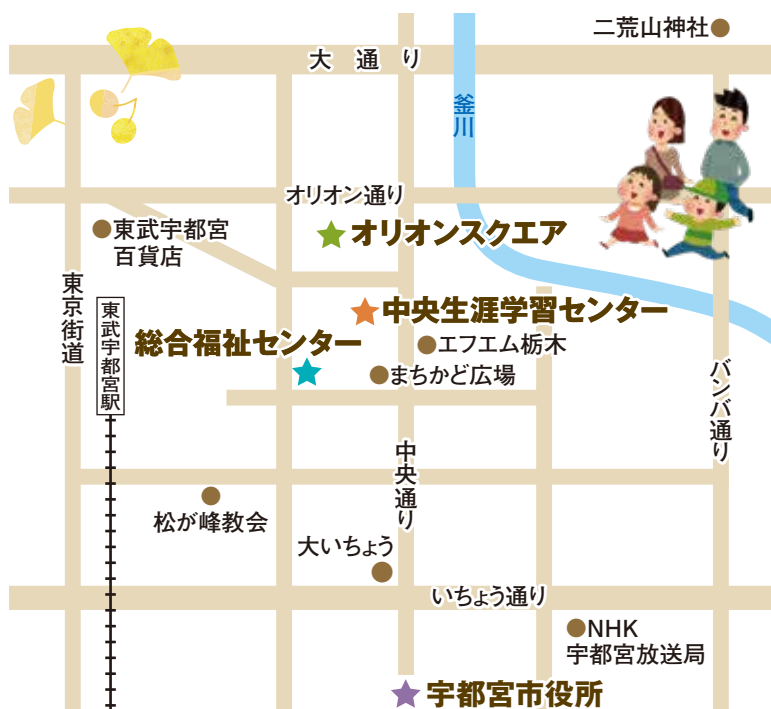 二荒山神社
大通り
釜川
オリオン通り
オリオンスクエア
東武宇都宮
百貨店
東京街道
東武宇都宮駅
中央生涯学習センター
総合福祉センター
エフエム栃木
まちかど広場
バンバ通り
中央通り
松が峰教会
大いちょう
いちょう通り
NHK
宇都宮放送局
宇都宮市役所